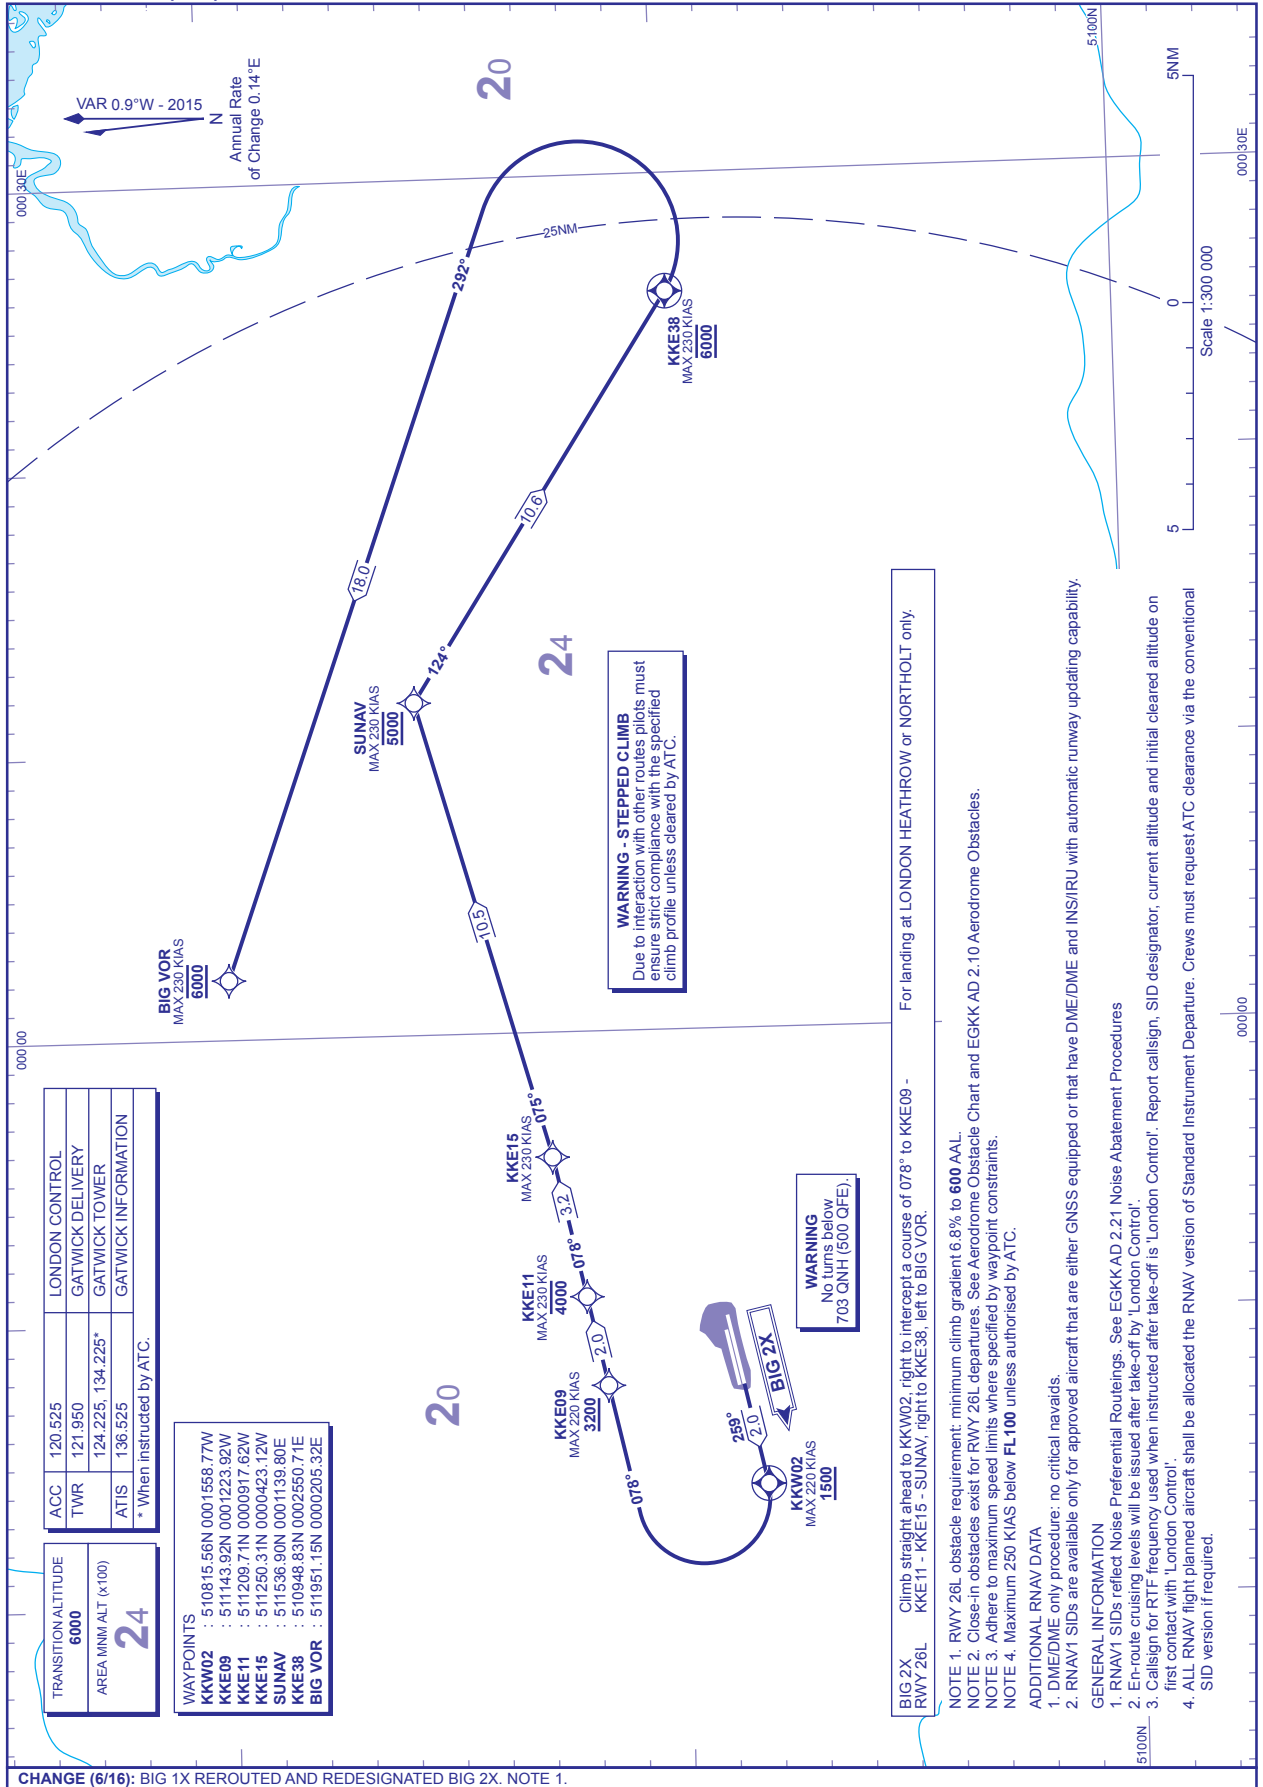 TRANSITION ALTITUDE
6000
AREA MNM ALT (x100)
24
ACC 120.525 LONDON CONTROL
TWR 121.950 GATWICK DELIVERY
124.225, 134.225* GATWICK TOWER
ATIS 136.525 GATWICK INFORMATION
* When instructed by ATC.
WAYPOINTS
KKW02 : 510815.56N 0001558.77W
KKE09 : 511143.92N 0001223.92W
KKE11 : 511209.71N 0000917.62W
KKE15 : 511250.31N 0000423.12W
SUNAV : 511536.90N 0001139.80E
KKE38 : 510948.83N 0002550.71E
BIG VOR : 511951.15N 0000205.32E
000 00
000 30E
VAR 0.9°W - 2015
N
Annual Rate
of Change 0.14°E
BIG VOR
MAX 230 KIAS
6000
18.0
292°
25NM
20
SUNAV
MAX 230 KIAS
5000
124°
10.6
KKE38
MAX 230 KIAS
6000
10.5
075°
KKE15
MAX 230 KIAS
3.2
078°
KKE11
MAX 230 KIAS
4000
2.0
KKE09
MAX 220 KIAS
3200
078°
20
24
WARNING - STEPPED CLIMB
Due to interaction with other routes pilots must
ensure strict compliance with the specified
climb profile unless cleared by ATC.
259°
2.0
BIG 2X
KKW02
MAX 220 KIAS
1500
WARNING
No turns below
703 QNH (500 QFE).
BIG 2X Climb straight ahead to KKW02, right to intercept a course of 078° to KKE09 - For landing at LONDON HEATHROW or NORTHOLT only.
RWY 26L KKE11 - KKE15 - SUNAV, right to KKE38, left to BIG VOR.
NOTE 1. RWY 26L obstacle requirement: minimum climb gradient 6.8% to 600 AAL.
NOTE 2. Close-in obstacles exist for RWY 26L departures. See Aerodrome Obstacle Chart and EGKK AD 2.10 Aerodrome Obstacles.
NOTE 3. Adhere to maximum speed limits where specified by waypoint constraints.
NOTE 4. Maximum 250 KIAS below FL100 unless authorised by ATC.
ADDITIONAL RNAV DATA
1. DME/DME only procedure: no critical navaids.
2. RNAV1 SIDs are available only for approved aircraft that are either GNSS equipped or that have DME/DME and INS/IRU with automatic runway updating capability.
GENERAL INFORMATION
1. RNAV1 SIDs reflect Noise Preferential Routeings. See EGKK AD 2.21 Noise Abatement Procedures
2. En-route cruising levels will be issued after take-off by 'London Control'.
3. Callsign for RTF frequency used when instructed after take-off is 'London Control'. Report callsign, SID designator, current altitude and initial cleared altitude on
first contact with 'London Control'.
4. ALL RNAV flight planned aircraft shall be allocated the RNAV version of Standard Instrument Departure. Crews must request ATC clearance via the conventional
SID version if required.
5100N
5100N
5 0 5NM
Scale 1:300 000
000 00
000 30E
CHANGE (6/16): BIG 1X REROUTED AND REDESIGNATED BIG 2X. NOTE 1.